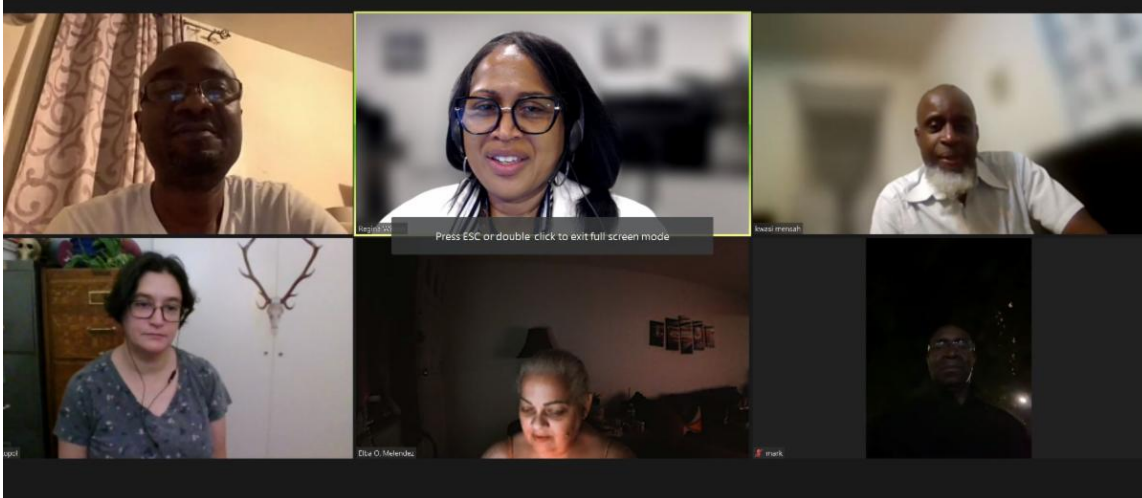 Regina
kwasi mensah
Press ESC or double click to exit full screen mode
Elba O. Melendez
mark